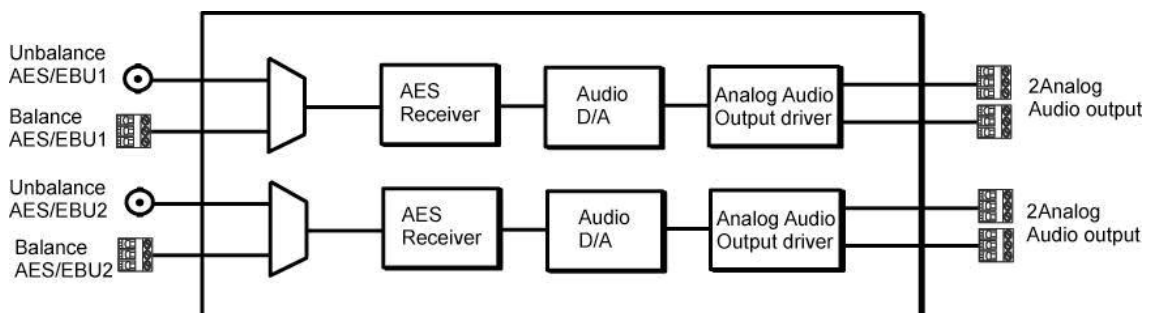 Unbalance
AES/EBU1
Balance
AES/EBU1
AES
Receiver
Audio
D/A
Analog Audio
Output driver
2Analog
Audio output
Unbalance
AES/EBU2
Balance
AES/EBU2
AES
Receiver
Audio
D/A
Analog Audio
Output driver
2Analog
Audio output